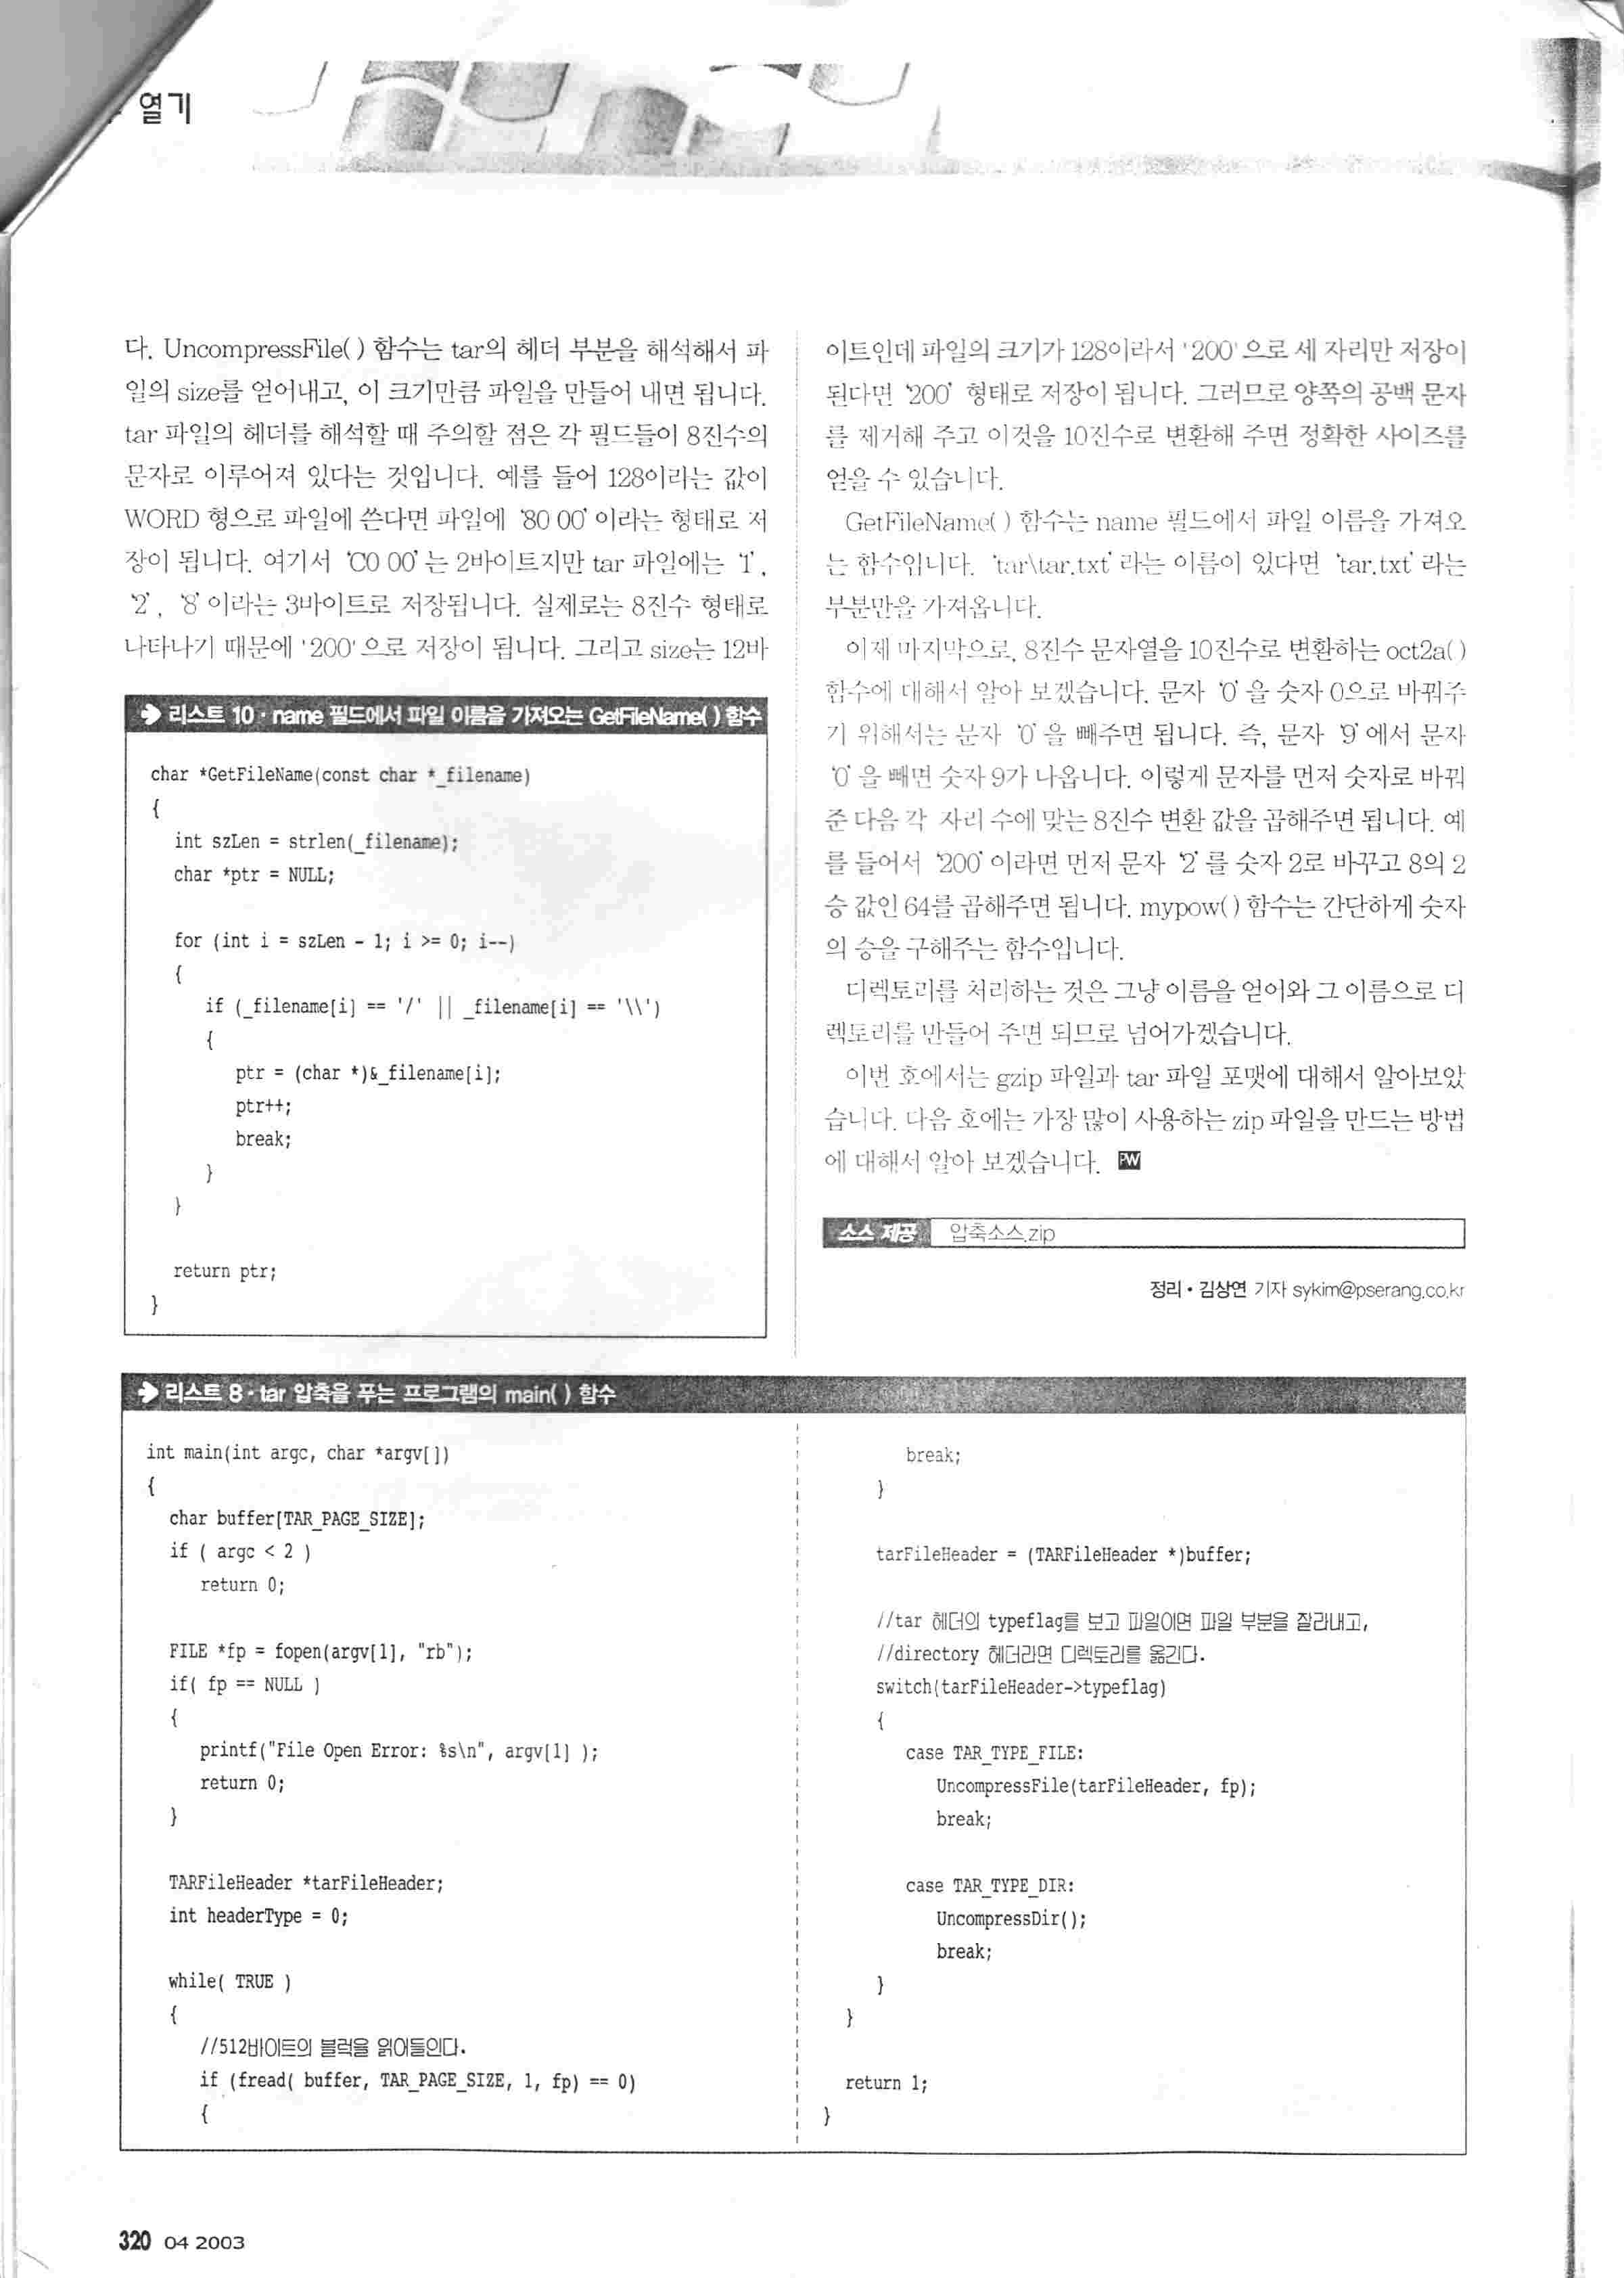 열기
다. UncompressFile( ) 함수는 tar의 헤더 부분을 해석해서 파
일의 size를 얻어내고, 이 크기만큼 파일을 만들어 내면 됩니다.
tar 파일의 헤더를 해석할 때 주의할 점은 각 필드들이 8진수의
문자로 이루어져 있다는 것입니다. 예를 들어 128이라는 값이
WORD 형으로 파일에 쓴다면 파일에 '80 00'이라는 형태로 저
장이 됩니다. 여기서 'C0 00'는 2바이트지만 tar 파일에는 '1',
'2', '8'이라는 3바이트로 저장됩니다. 실제로는 8진수 형태로
나타나기 때문에 '200'으로 저장이 됩니다. 그리고 size는 12바
리스트 10 · name 필드에서 파일 이름을 가져오는 GetFileName( ) 함수
char *GetFileName(const char *_filename)
{
int szLen = strlen(_filename);
char *ptr = NULL;
for (int i = szLen - 1; i >= 0; i--)
{
if (_filename[i] == '/' || _filename[i] == '\\')
{
ptr = (char *)&_filename[i];
ptr++;
break;
}
}
return ptr;
}
이트인데 파일의 크기가 128이라서 '200'으로 세 자리만 저장이
된다면 '200' 형태로 저장이 됩니다. 그러므로 양쪽의 공백 문자
를 제거해 주고 이것을 10진수로 변환해 주면 정확한 사이즈를
얻을 수 있습니다.
GetFileName( ) 함수는 name 필드에서 파일 이름을 가져오
는 함수입니다. 'tar\tar.txt'라는 이름이 있다면 'tar.txt'라는
부분만을 가져옵니다.
이제 마지막으로, 8진수 문자열을 10진수로 변환하는 oct2a( )
함수에 대해서 알아 보겠습니다. 문자 '0'을 숫자 0으로 바꿔주
기 위해서는 문자 '0'을 빼주면 됩니다. 즉, 문자 '9'에서 문자
'0'을 빼면 숫자 9가 나옵니다. 이렇게 문자를 먼저 숫자로 바꿔
준 다음 각 자리 수에 맞는 8진수 변환 값을 곱해주면 됩니다. 예
를 들어서 '200'이라면 먼저 문자 '2'를 숫자 2로 바꾸고 8의 2
승 값인 64를 곱해주면 됩니다. mypow( ) 함수는 간단하게 숫자
의 승을 구해주는 함수입니다.
디렉토리를 처리하는 것은 그냥 이름을 얻어와 그 이름으로 디
렉토리를 만들어 주면 되므로 넘어가겠습니다.
이번 호에서는 gzip 파일과 tar 파일 포맷에 대해서 알아보았
습니다. 다음 호에는 가장 많이 사용하는 zip 파일을 만드는 방법
에 대해서 알아 보겠습니다. PW
소스 제공 압축소스.zip
정리 · 김상연 기자 sykim@pserang.co.kr
리스트 8 · tar 압축을 푸는 프로그램의 main( ) 함수
int main(int argc, char *argv[])
{
char buffer[TAR_PAGE_SIZE];
if ( argc < 2 )
return 0;
FILE *fp = fopen(argv[1], "rb");
if( fp == NULL )
{
printf("File Open Error: %s\n", argv[1] );
return 0;
}
TARFileHeader *tarFileHeader;
int headerType = 0;
while( TRUE )
{
//512바이트의 블럭을 읽어들인다.
if (fread( buffer, TAR_PAGE_SIZE, 1, fp) == 0)
{
break;
}
tarFileHeader = (TARFileHeader *)buffer;
//tar 헤더의 typeflag를 보고 파일이면 파일 부분을 잘라내고,
//directory 헤더라면 디렉토리를 옮긴다.
switch(tarFileHeader->typeflag)
{
case TAR_TYPE_FILE:
UncompressFile(tarFileHeader, fp);
break;
case TAR_TYPE_DIR:
UncompressDir();
break;
}
}
return 1;
}
320 04 2003